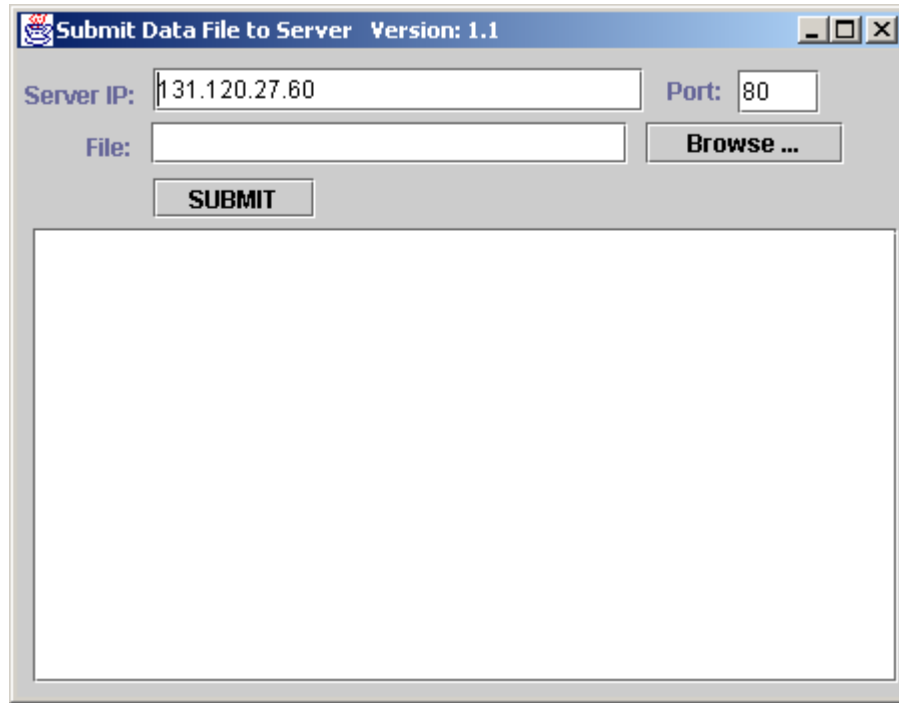 Submit Data File to Server Version: 1.1
Server IP: 131.120.27.60 Port: 80
File: Browse ...
SUBMIT